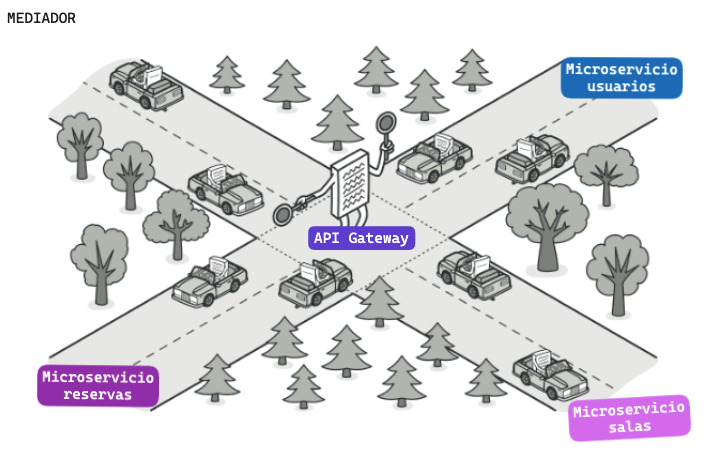 MEDIADOR
Microservicio
usuarios
API Gateway
Microservicio
reservas
Microservicio
salas